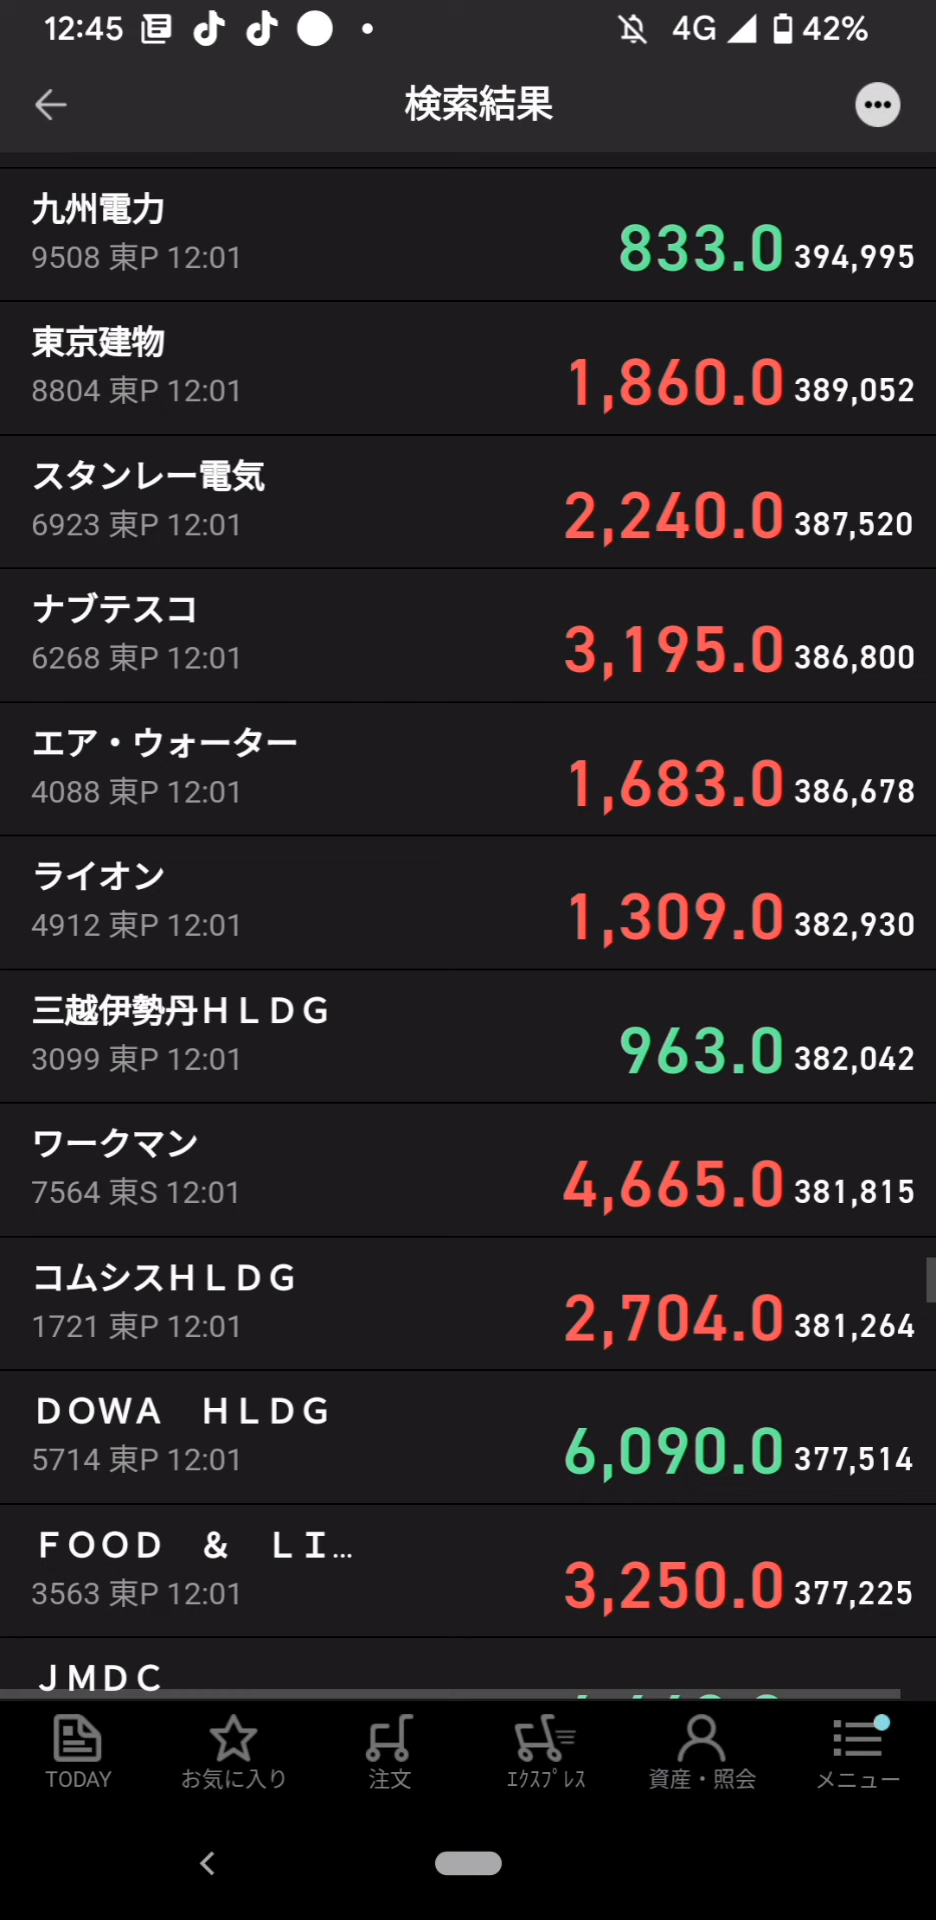 12:45 4G 42%
検索結果
九州電力
9508 東P 12:01
833.0 394,995
東京建物
8804 東P 12:01
1,860.0 389,052
スタンレー電気
6923 東P 12:01
2,240.0 387,520
ナブテスコ
6268 東P 12:01
3,195.0 386,800
エア・ウォーター
4088 東P 12:01
1,683.0 386,678
ライオン
4912 東P 12:01
1,309.0 382,930
三越伊勢丹ＨＬＤＧ
3099 東P 12:01
963.0 382,042
ワークマン
7564 東S 12:01
4,665.0 381,815
コムシスＨＬＤＧ
1721 東P 12:01
2,704.0 381,264
ＤＯＷＡ　ＨＬＤＧ
5714 東P 12:01
6,090.0 377,514
ＦＯＯＤ　＆　ＬＩ...
3563 東P 12:01
3,250.0 377,225
ＪＭＤＣ
TODAY お気に入り 注文 ｴｸｽﾌﾟﾚｽ 資産・照会 メニュー